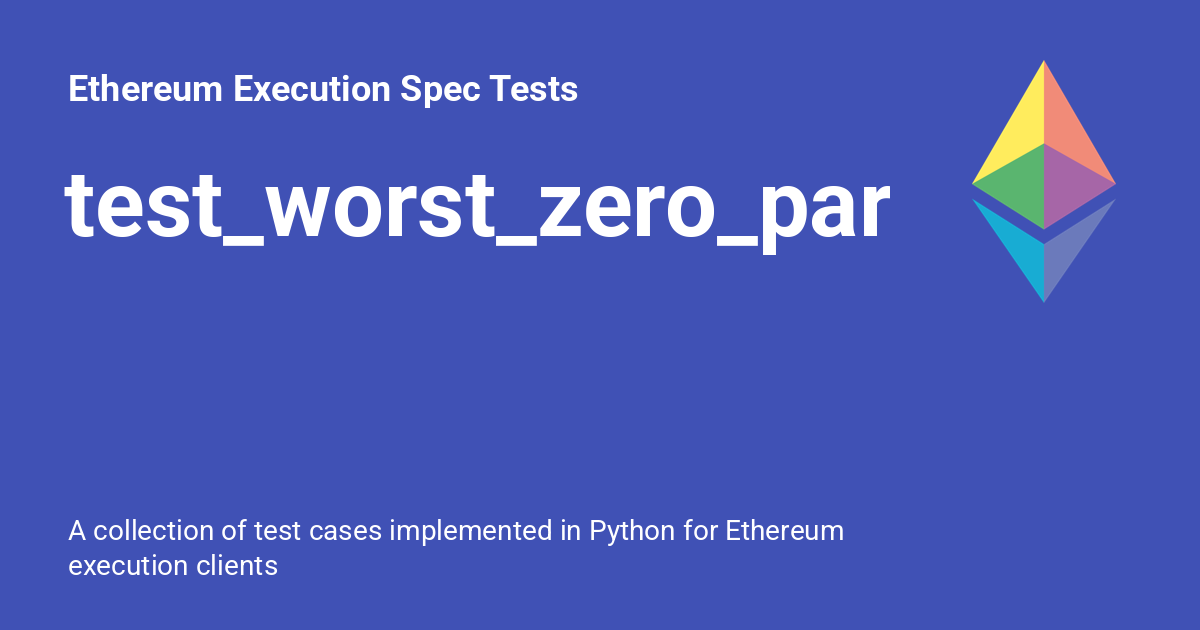 Ethereum Execution Spec Tests
test_worst_zero_par
A collection of test cases implemented in Python for Ethereum
execution clients